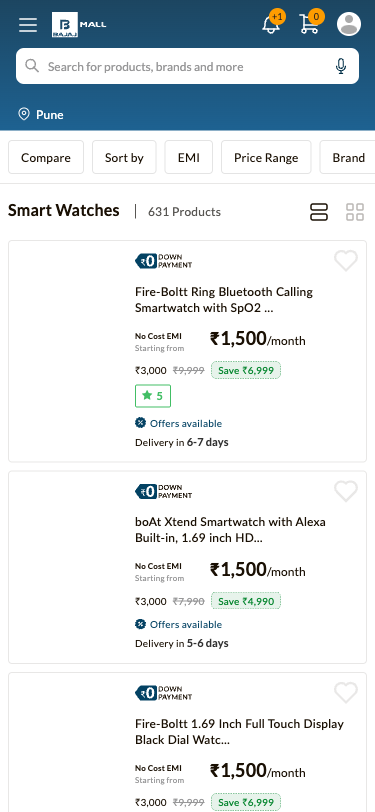 +1
0
B
BAJAJ
MALL
Search for products, brands and more
Pune
Compare
Sort by
EMI
Price Range
Brand
Smart Watches
631 Products
₹0 DOWN PAYMENT
Fire-Boltt Ring Bluetooth Calling
Smartwatch with SpO2 ...
No Cost EMI
Starting from
₹1,500/month
₹3,000 ₹9,999 Save ₹6,999
5
Offers available
Delivery in 6-7 days
₹0 DOWN PAYMENT
boAt Xtend Smartwatch with Alexa
Built-in, 1.69 inch HD...
No Cost EMI
Starting from
₹1,500/month
₹3,000 ₹7,990 Save ₹4,990
Offers available
Delivery in 5-6 days
₹0 DOWN PAYMENT
Fire-Boltt 1.69 Inch Full Touch Display
Black Dial Watc...
No Cost EMI
Starting from
₹1,500/month
₹3,000 ₹9,999 Save ₹6,999